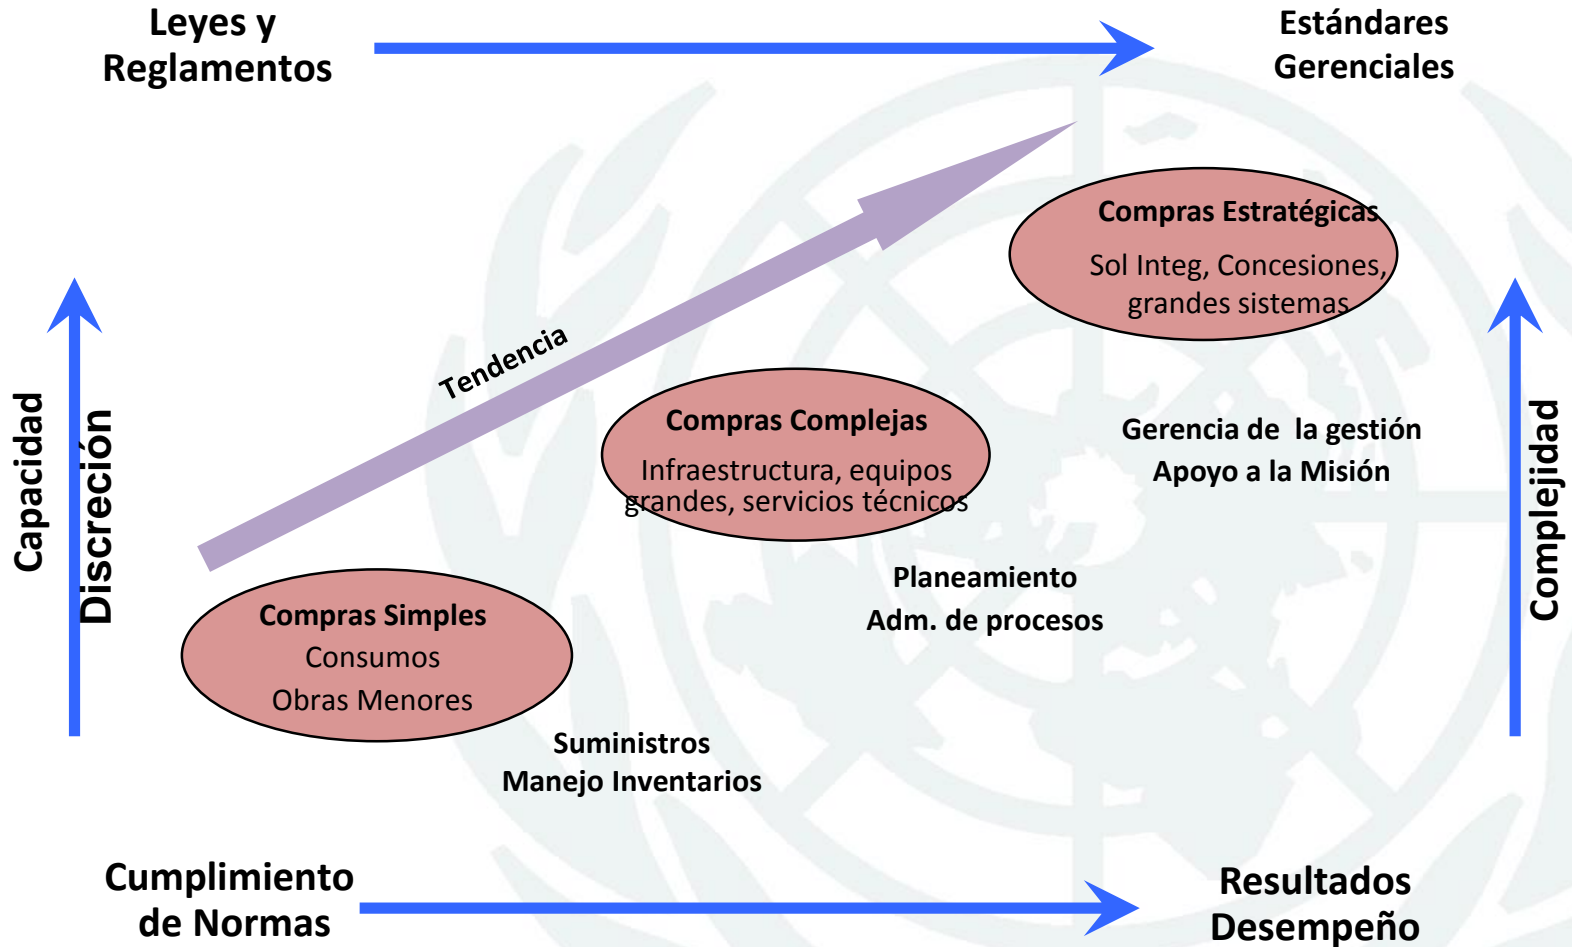 Leyes y
Reglamentos
Estándares
Gerenciales
Compras Estratégicas
Sol Integ, Concesiones,
grandes sistemas
Tendencia
Capacidad
Discreción
Compras Complejas
Infraestructura, equipos
grandes, servicios técnicos
Gerencia de  la gestión
Apoyo a la Misión
Complejidad
Planeamiento
Adm. de procesos
Compras Simples
Consumos
Obras Menores
Suministros
Manejo Inventarios
Cumplimiento
de Normas
Resultados
Desempeño